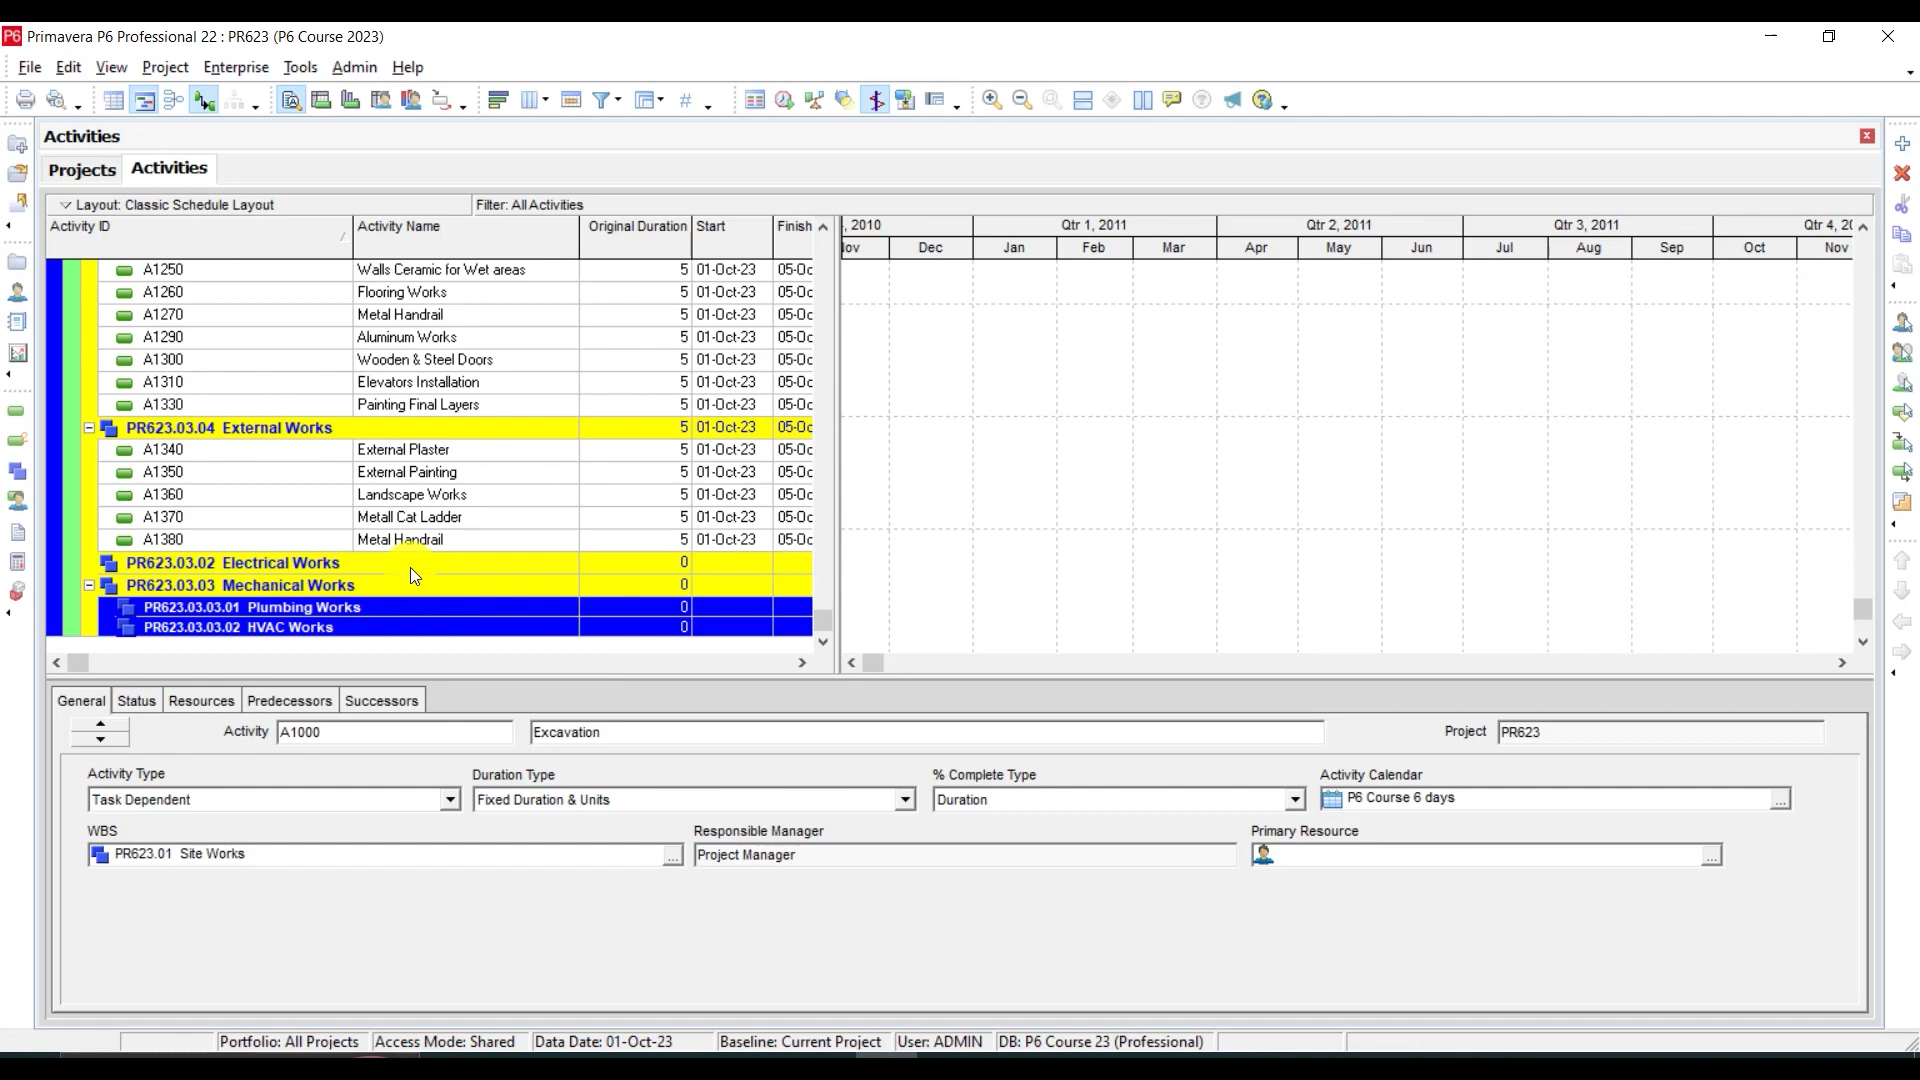 P6 Primavera P6 Professional 22 : PR623 (P6 Course 2023)
File Edit View Project Enterprise Tools Admin Help
Activities
Projects Activities
Layout: Classic Schedule Layout Filter: All Activities
Activity ID Activity Name Original Duration Start Finish , 2010 Qtr 1, 2011 Qtr 2, 2011 Qtr 3, 2011 Qtr 4, 20
Nov Dec Jan Feb Mar Apr May Jun Jul Aug Sep Oct Nov
A1250 Walls Ceramic for Wet areas 5 01-Oct-23 05-Oc
A1260 Flooring Works 5 01-Oct-23 05-Oc
A1270 Metal Handrail 5 01-Oct-23 05-Oc
A1290 Aluminum Works 5 01-Oct-23 05-Oc
A1300 Wooden & Steel Doors 5 01-Oct-23 05-Oc
A1310 Elevators Installation 5 01-Oct-23 05-Oc
A1330 Painting Final Layers 5 01-Oct-23 05-Oc
PR623.03.04 External Works 5 01-Oct-23 05-Oc
A1340 External Plaster 5 01-Oct-23 05-Oc
A1350 External Painting 5 01-Oct-23 05-Oc
A1360 Landscape Works 5 01-Oct-23 05-Oc
A1370 Metall Cat Ladder 5 01-Oct-23 05-Oc
A1380 Metal Handrail 5 01-Oct-23 05-Oc
PR623.03.02 Electrical Works 0
PR623.03.03 Mechanical Works 0
PR623.03.03.01 Plumbing Works 0
PR623.03.03.02 HVAC Works 0
General Status Resources Predecessors Successors
Activity A1000 Excavation Project PR623
Activity Type Duration Type % Complete Type Activity Calendar
Task Dependent Fixed Duration & Units Duration P6 Course 6 days ...
WBS Responsible Manager Primary Resource
PR623.01 Site Works ... Project Manager ...
Portfolio: All Projects Access Mode: Shared Data Date: 01-Oct-23 Baseline: Current Project User: ADMIN DB: P6 Course 23 (Professional)